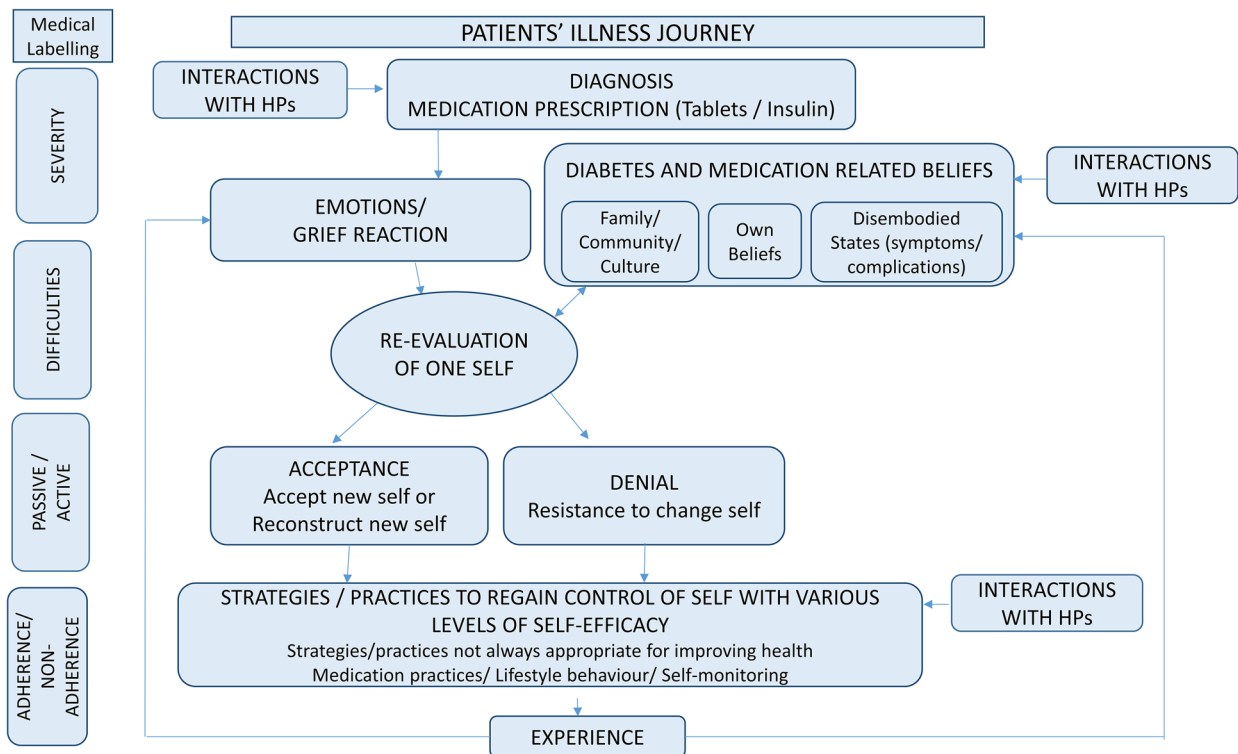 Medical
Labelling
PATIENTS’ ILLNESS JOURNEY
SEVERITY
DIFFICULTIES
PASSIVE /
ACTIVE
ADHERENCE/
NON-
ADHERENCE
INTERACTIONS
WITH HPs
DIAGNOSIS
MEDICATION PRESCRIPTION (Tablets / Insulin)
EMOTIONS/
GRIEF REACTION
DIABETES AND MEDICATION RELATED BELIEFS
Family/
Community/
Culture
Own
Beliefs
Disembodied
States (symptoms/
complications)
INTERACTIONS
WITH HPs
RE-EVALUATION
OF ONE SELF
ACCEPTANCE
Accept new self or
Reconstruct new self
DENIAL
Resistance to change self
STRATEGIES / PRACTICES TO REGAIN CONTROL OF SELF WITH VARIOUS
LEVELS OF SELF-EFFICACY
Strategies/practices not always appropriate for improving health
Medication practices/ Lifestyle behaviour/ Self-monitoring
INTERACTIONS
WITH HPs
EXPERIENCE